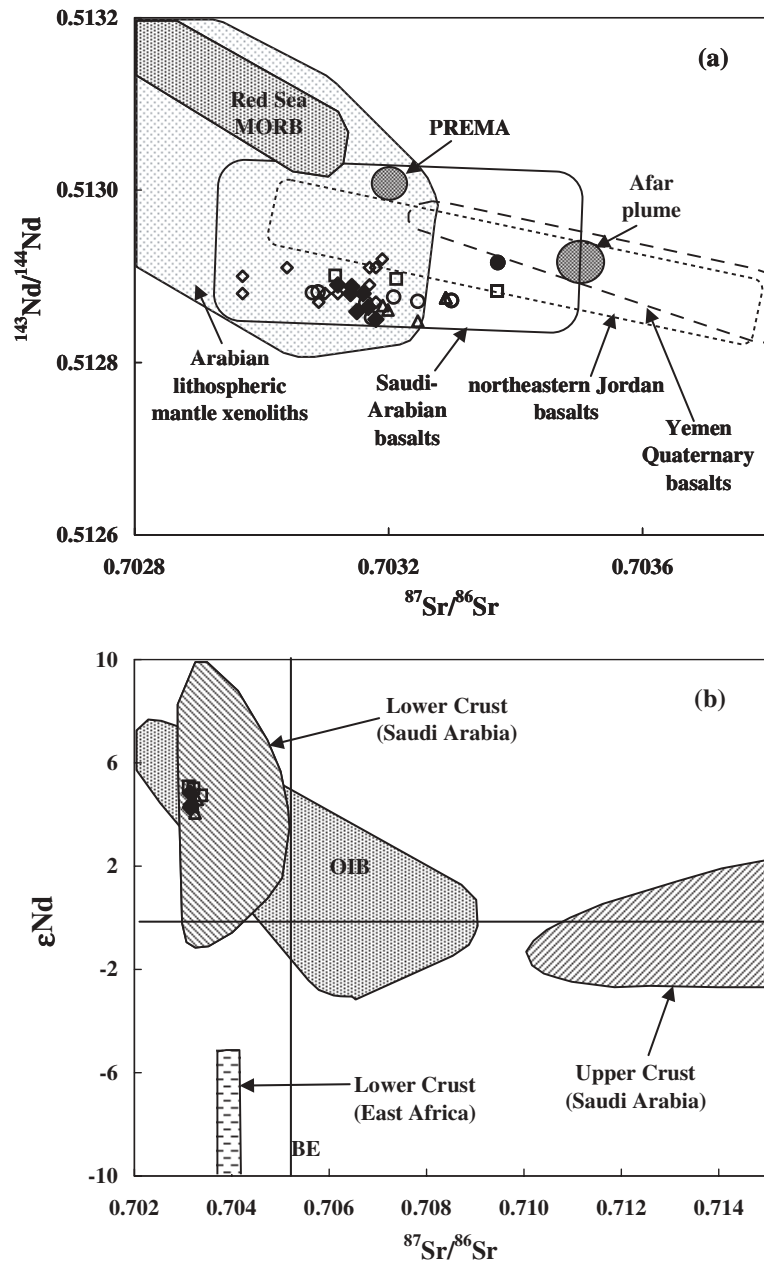 0.5132
(a)
Red Sea
MORB
PREMA
0.5130
Afar
plume
¹⁴³Nd/¹⁴⁴Nd
0.5128
Arabian
lithospheric
mantle xenoliths
Saudi-
Arabian
basalts
northeastern Jordan
basalts
Yemen
Quaternary
basalts
0.5126
0.7028
0.7032
0.7036
⁸⁷Sr/⁸⁶Sr
10
(b)
Lower Crust
(Saudi Arabia)
6
2
OIB
εNd
-2
-6
Lower Crust
(East Africa)
Upper Crust
(Saudi Arabia)
BE
-10
0.702
0.704
0.706
0.708
0.710
0.712
0.714
⁸⁷Sr/⁸⁶Sr